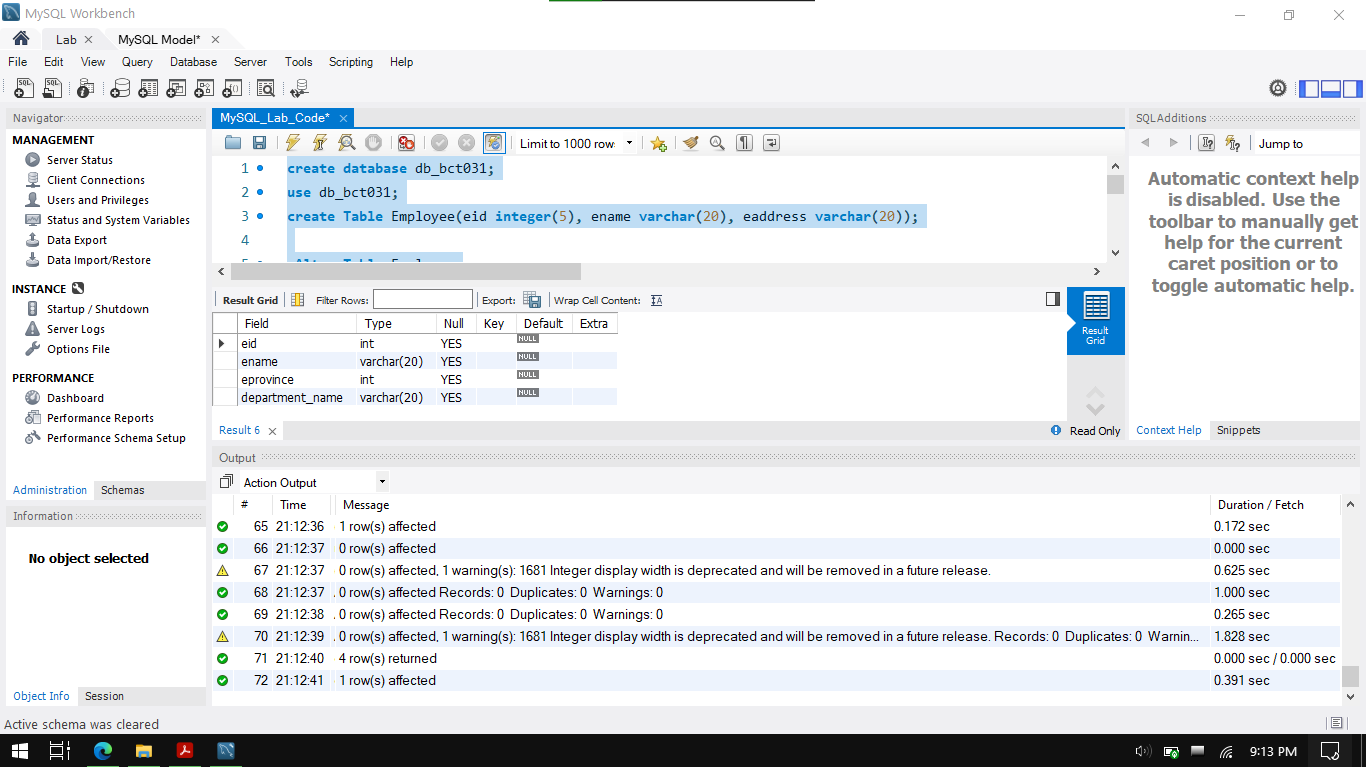 MySQL Workbench
Lab
MySQL Model*
File Edit View Query Database Server Tools Scripting Help
Navigator
MANAGEMENT
Server Status
Client Connections
Users and Privileges
Status and System Variables
Data Export
Data Import/Restore
INSTANCE
Startup / Shutdown
Server Logs
Options File
PERFORMANCE
Dashboard
Performance Reports
Performance Schema Setup
Administration Schemas
Information
No object selected
Object Info Session
MySQL_Lab_Code*
Limit to 1000 row
1 create database db_bct031;
2 use db_bct031;
3 create Table Employee(eid integer(5), ename varchar(20), eaddress varchar(20));
4
Result Grid Filter Rows: Export: Wrap Cell Content:
Field Type Null Key Default Extra
eid int YES NULL
ename varchar(20) YES NULL
eprovince int YES NULL
department_name varchar(20) YES NULL
Result Grid
Result 6
Read Only
SQLAdditions
Jump to
Automatic context help
is disabled. Use the
toolbar to manually get
help for the current
caret position or to
toggle automatic help.
Context Help Snippets
Output
Action Output
# Time Message Duration / Fetch
65 21:12:36 1 row(s) affected 0.172 sec
66 21:12:37 0 row(s) affected 0.000 sec
67 21:12:37 0 row(s) affected, 1 warning(s): 1681 Integer display width is deprecated and will be removed in a future release. 0.625 sec
68 21:12:37 0 row(s) affected Records: 0 Duplicates: 0 Warnings: 0 1.000 sec
69 21:12:38 0 row(s) affected Records: 0 Duplicates: 0 Warnings: 0 0.265 sec
70 21:12:39 0 row(s) affected, 1 warning(s): 1681 Integer display width is deprecated and will be removed in a future release. Records: 0 Duplicates: 0 Warnin... 1.828 sec
71 21:12:40 4 row(s) returned 0.000 sec / 0.000 sec
72 21:12:41 1 row(s) affected 0.391 sec
Active schema was cleared
9:13 PM